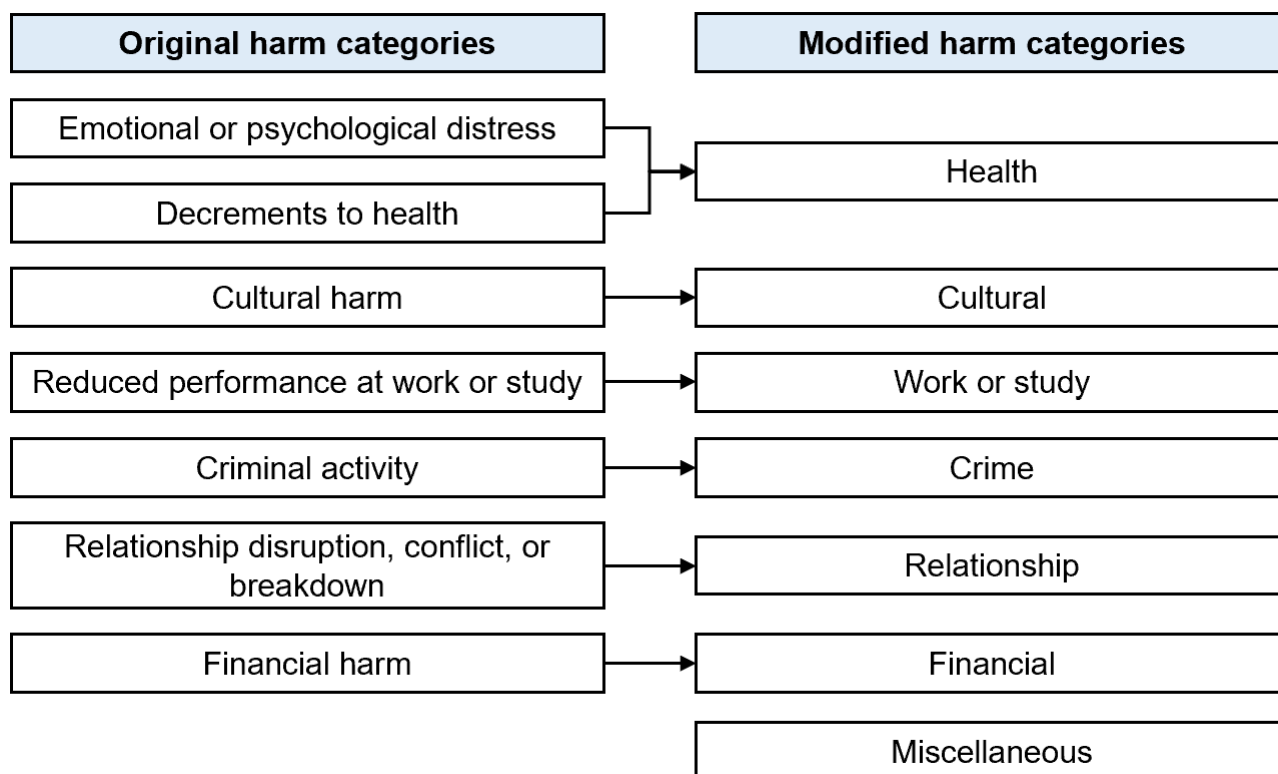 Original harm categories
Modified harm categories
Emotional or psychological distress
Health
Decrements to health
Cultural harm
Cultural
Reduced performance at work or study
Work or study
Criminal activity
Crime
Relationship disruption, conflict, or
breakdown
Relationship
Financial harm
Financial
Miscellaneous